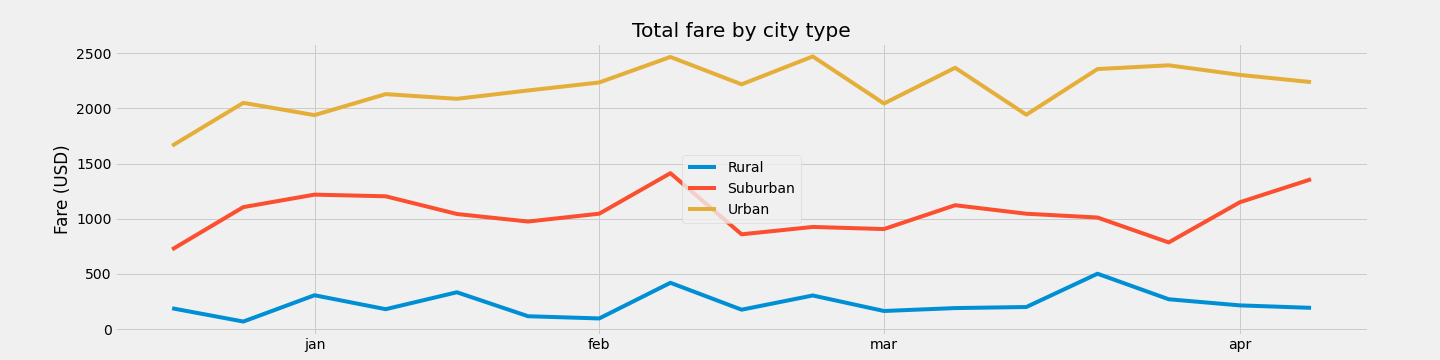 Total fare by city type
Fare (USD)
2500
2000
1500
1000
500
0
Rural
Suburban
Urban
jan
feb
mar
apr